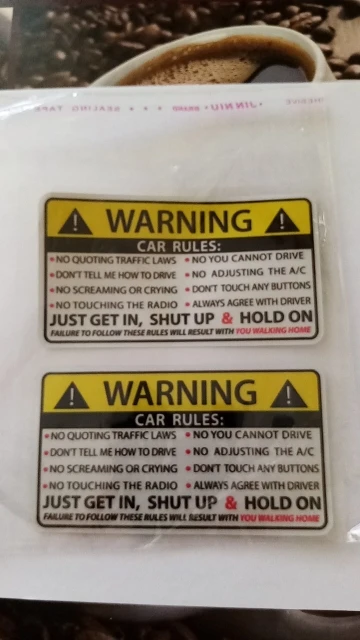 WARNING
CAR RULES:
• NO QUOTING TRAFFIC LAWS • NO YOU CANNOT DRIVE
• DON'T TELL ME HOW TO DRIVE • NO ADJUSTING THE A/C
• NO SCREAMING OR CRYING • DON'T TOUCH ANY BUTTONS
• NO TOUCHING THE RADIO • ALWAYS AGREE WITH DRIVER
JUST GET IN, SHUT UP & HOLD ON
FAILURE TO FOLLOW THESE RULES WILL RESULT WITH YOU WALKING HOME
WARNING
CAR RULES:
• NO QUOTING TRAFFIC LAWS • NO YOU CANNOT DRIVE
• DON'T TELL ME HOW TO DRIVE • NO ADJUSTING THE A/C
• NO SCREAMING OR CRYING • DON'T TOUCH ANY BUTTONS
• NO TOUCHING THE RADIO • ALWAYS AGREE WITH DRIVER
JUST GET IN, SHUT UP & HOLD ON
FAILURE TO FOLLOW THESE RULES WILL RESULT WITH YOU WALKING HOME